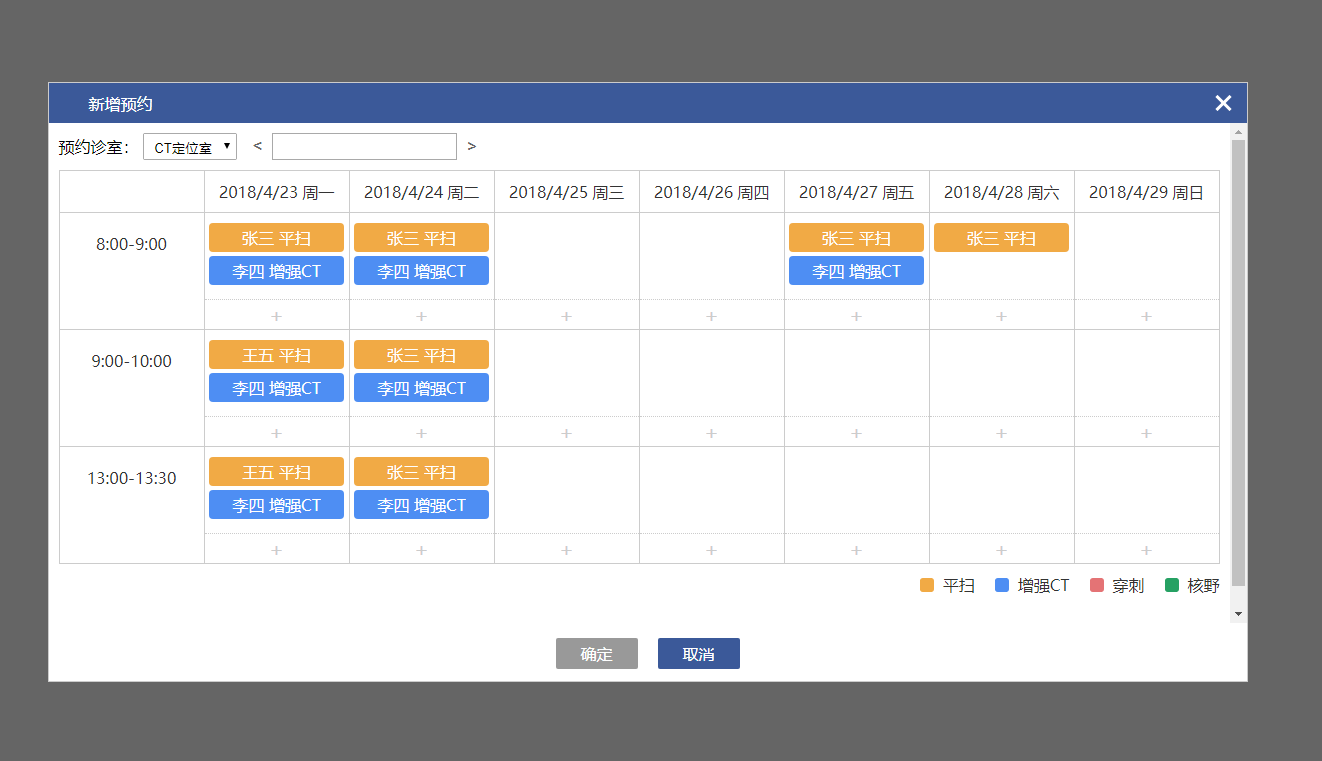 新增预约
预约诊室： CT定位室 < >
2018/4/23 周一 2018/4/24 周二 2018/4/25 周三 2018/4/26 周四 2018/4/27 周五 2018/4/28 周六 2018/4/29 周日
8:00-9:00 张三 平扫 张三 平扫 张三 平扫 张三 平扫
李四 增强CT 李四 增强CT 李四 增强CT
+ + + + + + +
9:00-10:00 王五 平扫 张三 平扫
李四 增强CT 李四 增强CT
+ + + + + + +
13:00-13:30 王五 平扫 张三 平扫
李四 增强CT 李四 增强CT
+ + + + + + +
平扫 增强CT 穿刺 核野
确定 取消